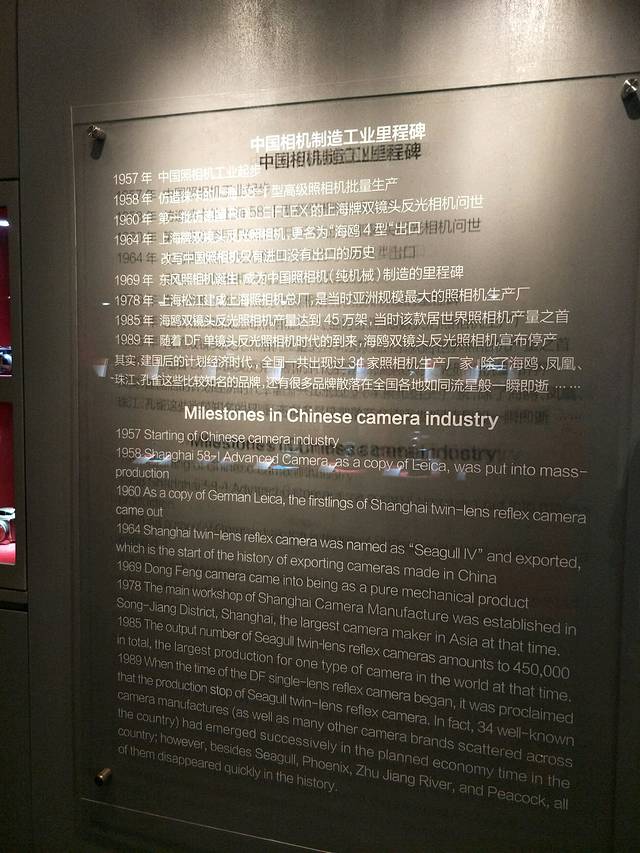 中国相机制造工业里程碑
1957 年 中国照相机工业起步
1958 年 仿造徕卡的上海 58-I 型高级照相机批量生产
1960 年 第一批仿德国 58-II FLEX 的上海牌双镜头反光相机问世
1964 年 上海牌双镜头反光照相机，更名为“海鸥 4 型”出口
改写中国照相机只有进口没有出口的历史
1969 年 东风照相机诞生，成为中国照相机（纯机械）制造的里程碑
1978 年 上海松江建成上海照相机总厂，是当时亚洲规模最大的照相机生产厂
1985 年 海鸥双镜头反光照相机产量达到 45 万架，当时该款居世界照相机产量之首
1989 年 随着 DF 单镜头反光照相机时代的到来，海鸥双镜头反光照相机宣布停产
其实，建国后的计划经济时代，全国一共出现过 34 家照相机生产厂家，除了海鸥、凤凰、
珠江、孔雀这些比较知名的品牌，还有很多品牌散落在全国各地如同流星般一瞬即逝 ……
Milestones in Chinese camera industry
1957 Starting of Chinese camera industry
1958 Shanghai 58-I Advanced Camera, as a copy of Leica, was put into mass-
production
1960 As a copy of German Leica, the firstlings of Shanghai twin-lens reflex camera
came out
1964 Shanghai twin-lens reflex camera was named as “Seagull IV” and exported,
which is the start of the history of exporting cameras made in China
1969 Dong Feng camera came into being as a pure mechanical product
1978 The main workshop of Shanghai Camera Manufacture was established in
Song-Jiang District, Shanghai, the largest camera maker in Asia at that time.
1985 The output number of Seagull twin-lens reflex cameras amounts to 450,000
in total, the largest production for one type of camera in the world at that time.
1989 When the time of the DF single-lens reflex camera began, it was proclaimed
that the production stop of Seagull twin-lens reflex camera. In fact, 34 well-known
camera manufactures (as well as many other camera brands scattered across
the country) had emerged successively in the planned economy time in the
country; however, besides Seagull, Phoenix, Zhu Jiang River, and Peacock, all
of them disappeared quickly in the history.